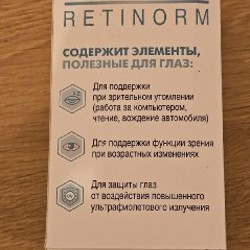 RETINORM
СОДЕРЖИТ ЭЛЕМЕНТЫ,
ПОЛЕЗНЫЕ ДЛЯ ГЛАЗ:
Для поддержки
при зрительном утомлении
(работа за компьютером,
чтение, вождение автомобиля)
Для поддержки функции зрения
при возрастных изменениях
Для защиты глаз
от воздействия повышенного
ультрафиолетового излучения